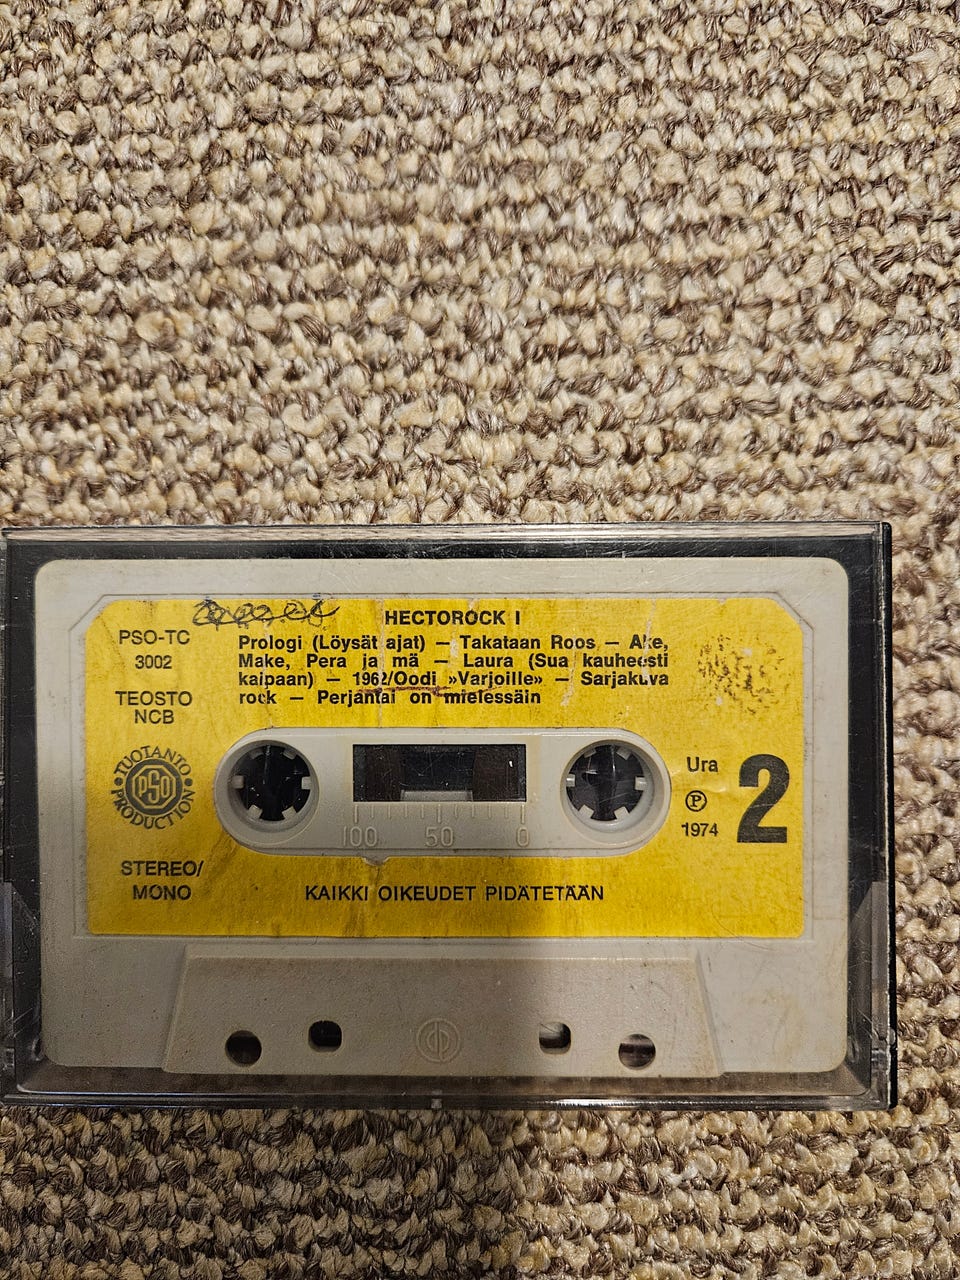 HECTOROCK I
PSO-TC
3002
TEOSTO
NCB
Prologi (Löysät ajat) — Takataan Roos — Ake,
Make, Pera ja mä — Laura (Sua kauheesti
kaipaan) — 1962/Oodi »Varjoille» — Sarjakuva
rock — Perjantai on mielessäin
TUOTANTO
PSO
PRODUCTION
STEREO/
MONO
100 50 0
Ura
2
Ⓟ
1974
KAIKKI OIKEUDET PIDÄTETÄÄN